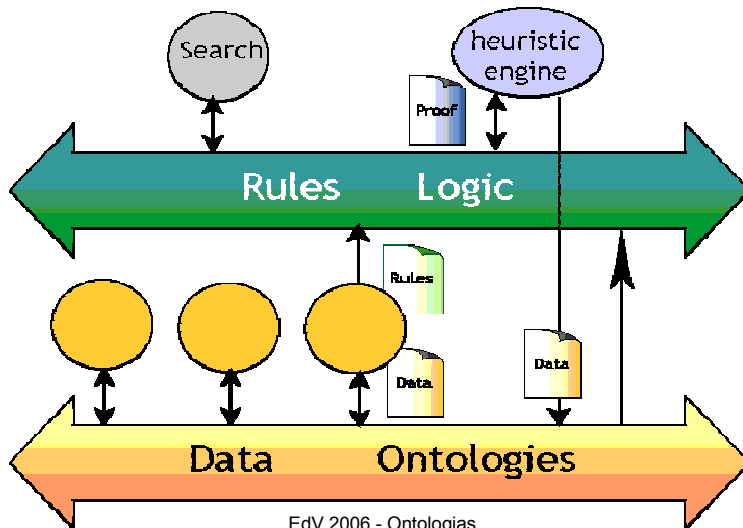 Search
heuristic
engine
Proof
Rules Logic
Rules
Data
Data
Data Ontologies
EdV 2006 - Ontologias